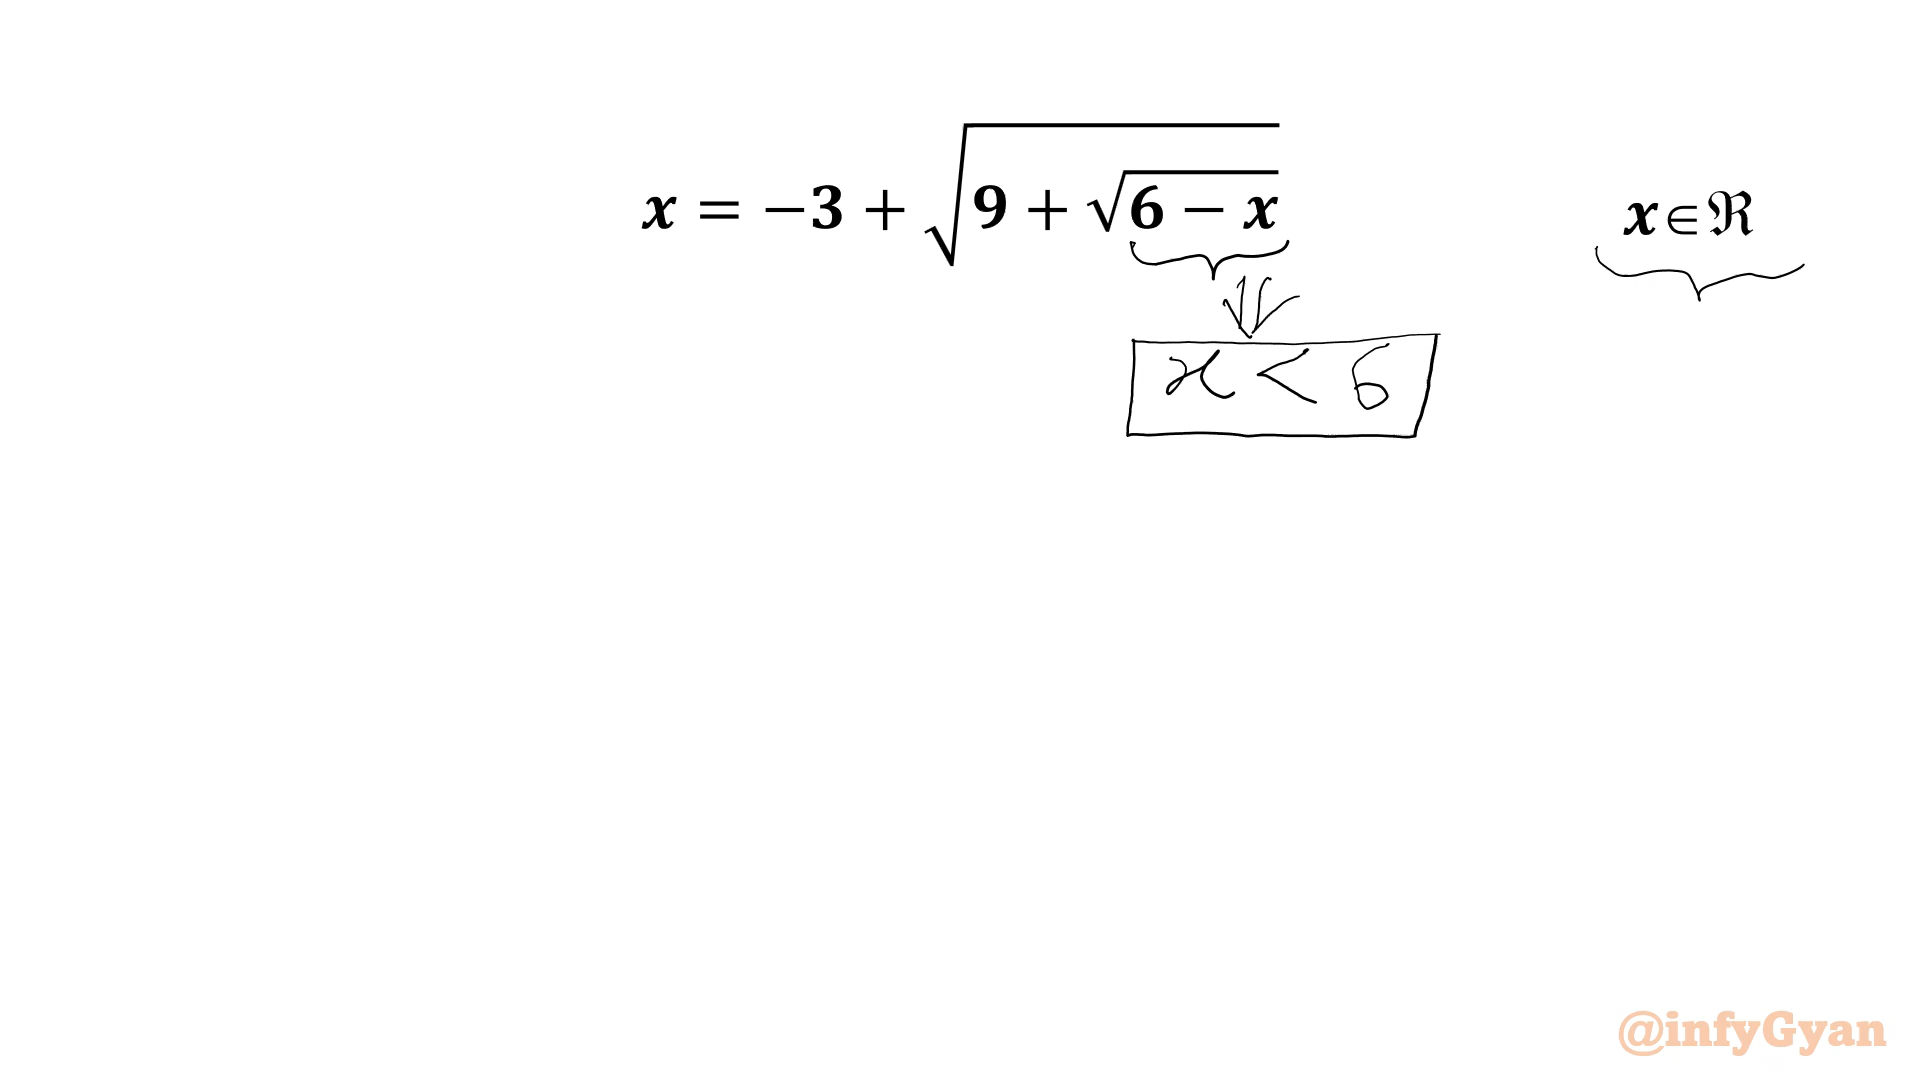 x = −3 + √(9 + √(6 − x))
x∈ℜ
x < 6
@infyGyan